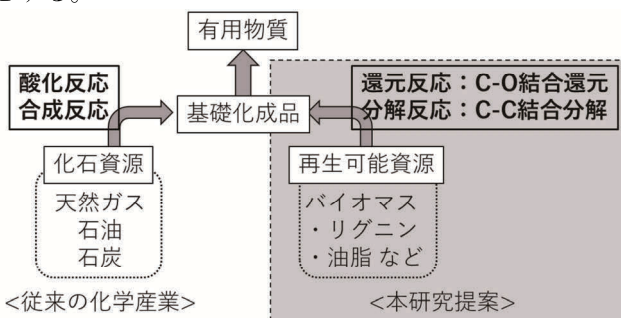 有用物質
酸化反応
合成反応
基礎化成品
還元反応：C-O結合還元
分解反応：C-C結合分解
化石資源
天然ガス
石油
石炭
再生可能資源
バイオマス
・リグニン
・油脂 など
<従来の化学産業>
<本研究提案>